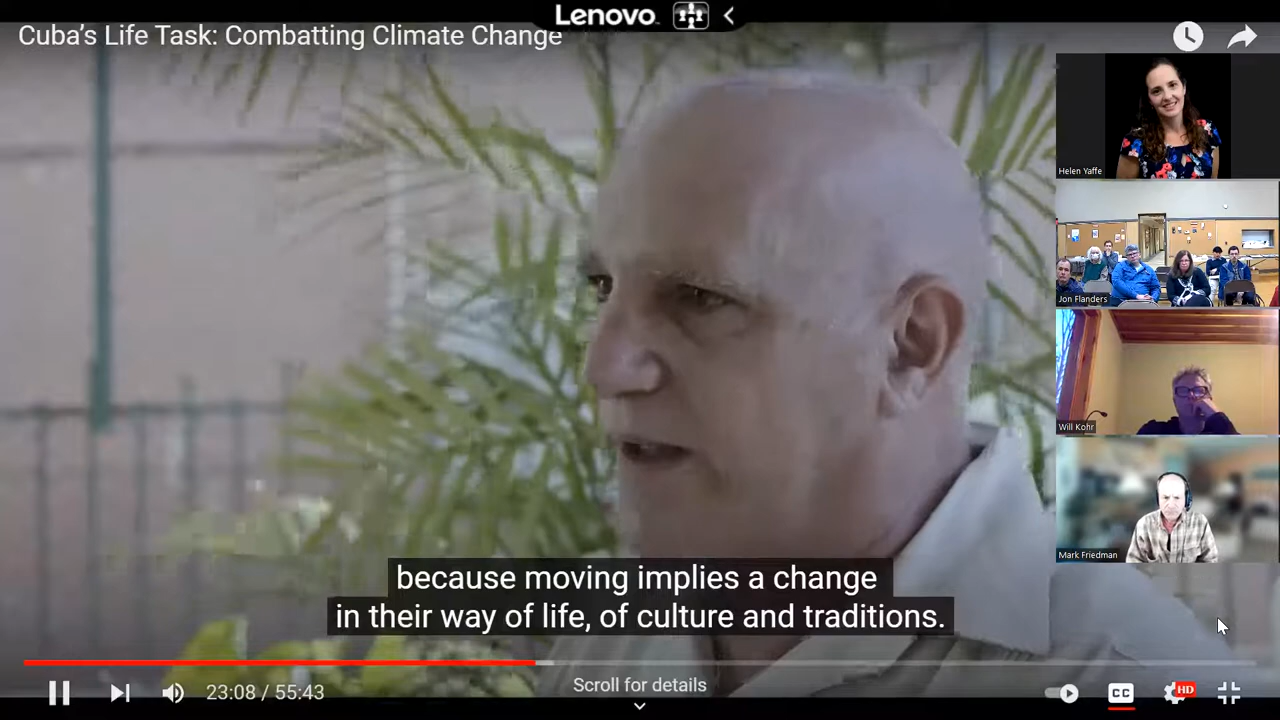 Lenovo
Cuba’s Life Task: Combatting Climate Change
Helen Yaffe
Jon Flanders
Will Kohr
Mark Friedman
because moving implies a change
in their way of life, of culture and traditions.
23:08 / 55:43
Scroll for details
CC
HD